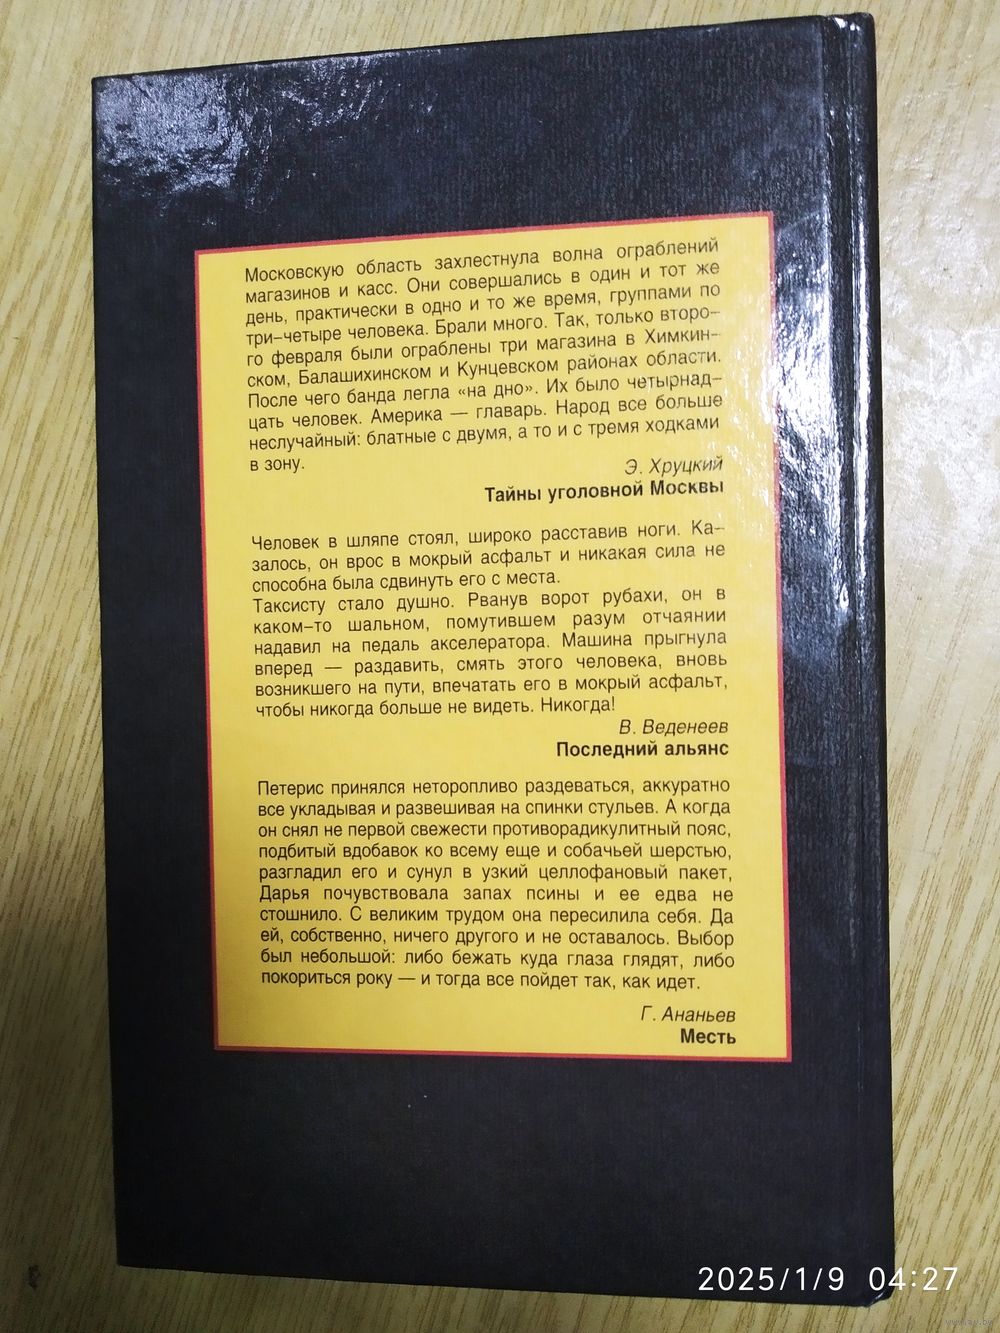 Московскую область захлестнула волна ограблений
магазинов и касс. Они совершались в один и тот же
день, практически в одно и то же время, группами по
три–четыре человека. Брали много. Так, только второ–
го февраля были ограблены три магазина в Химкин–
ском, Балашихинском и Кунцевском районах области.
После чего банда легла «на дно». Их было четырнад–
цать человек. Америка — главарь. Народ все больше
неслучайный: блатные с двумя, а то и с тремя ходками
в зону.
Э. Хруцкий
Тайны уголовной Москвы
Человек в шляпе стоял, широко расставив ноги. Ка–
залось, он врос в мокрый асфальт и никакая сила не
способна была сдвинуть его с места.
Таксисту стало душно. Рванув ворот рубахи, он в
каком–то шальном, помутившем разум отчаянии
надавил на педаль акселератора. Машина прыгнула
вперед — раздавить, смять этого человека, вновь
возникшего на пути, впечатать его в мокрый асфальт,
чтобы никогда больше не видеть. Никогда!
В. Веденеев
Последний альянс
Петерис принялся неторопливо раздеваться, аккуратно
все укладывая и развешивая на спинки стульев. А когда
он снял не первой свежести противорадикулитный пояс,
подбитый вдобавок ко всему еще и собачьей шерстью,
разгладил его и сунул в узкий целлофановый пакет,
Дарья почувствовала запах псины и ее едва не
стошнило. С великим трудом она пересилила себя. Да
ей, собственно, ничего другого и не оставалось. Выбор
был небольшой: либо бежать куда глаза глядят, либо
покориться року — и тогда все пойдет так, как идет.
Г. Ананьев
Месть
2025/1/9 04:27